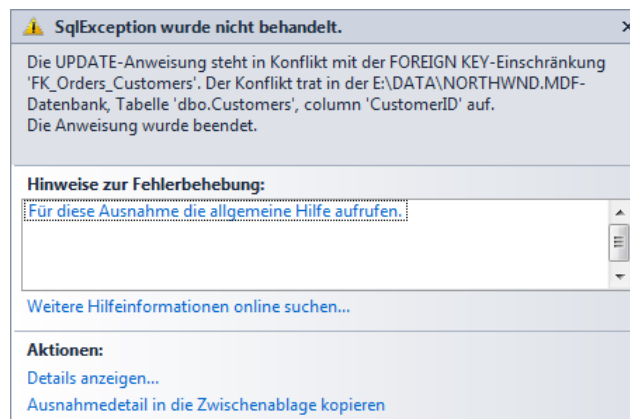 SqlException wurde nicht behandelt.
Die UPDATE-Anweisung steht in Konflikt mit der FOREIGN KEY-Einschränkung
'FK_Orders_Customers'. Der Konflikt trat in der E:\DATA\NORTHWND.MDF-
Datenbank, Tabelle 'dbo.Customers', column 'CustomerID' auf.
Die Anweisung wurde beendet.
Hinweise zur Fehlerbehebung:
Für diese Ausnahme die allgemeine Hilfe aufrufen.
Weitere Hilfeinformationen online suchen...
Aktionen:
Details anzeigen...
Ausnahmedetail in die Zwischenablage kopieren